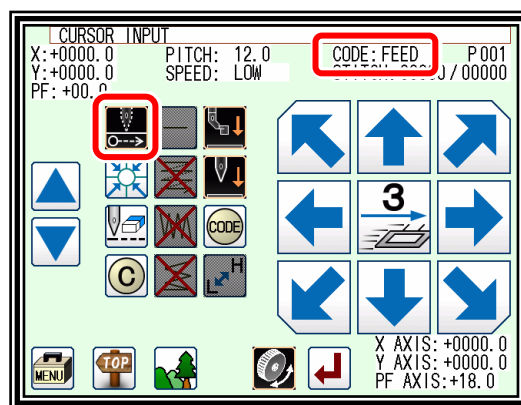 CURSOR INPUT
X:+0000.0 PITCH: 12.0 CODE:FEED P001
Y:+0000.0 SPEED: LOW /00000
PF:+00.0
CODE
C
H
L
3
MENU
TOP
X AXIS:+0000.0
Y AXIS:+0000.0
PF AXIS:+18.0